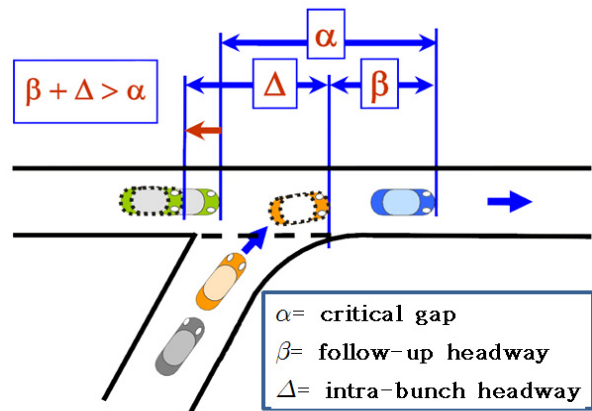 α
Δ
β
β + Δ > α
α= critical gap
β= follow-up headway
Δ= intra-bunch headway